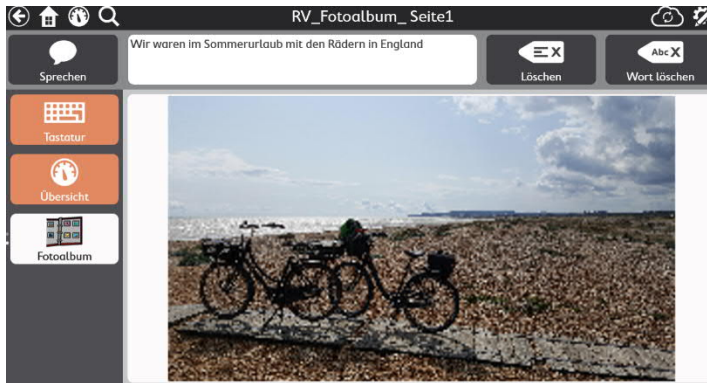 RV_Fotoalbum_ Seite1
Sprechen
Wir waren im Sommerurlaub mit den Rädern in England
Löschen
Abc X
Wort löschen
Tastatur
Übersicht
Fotoalbum